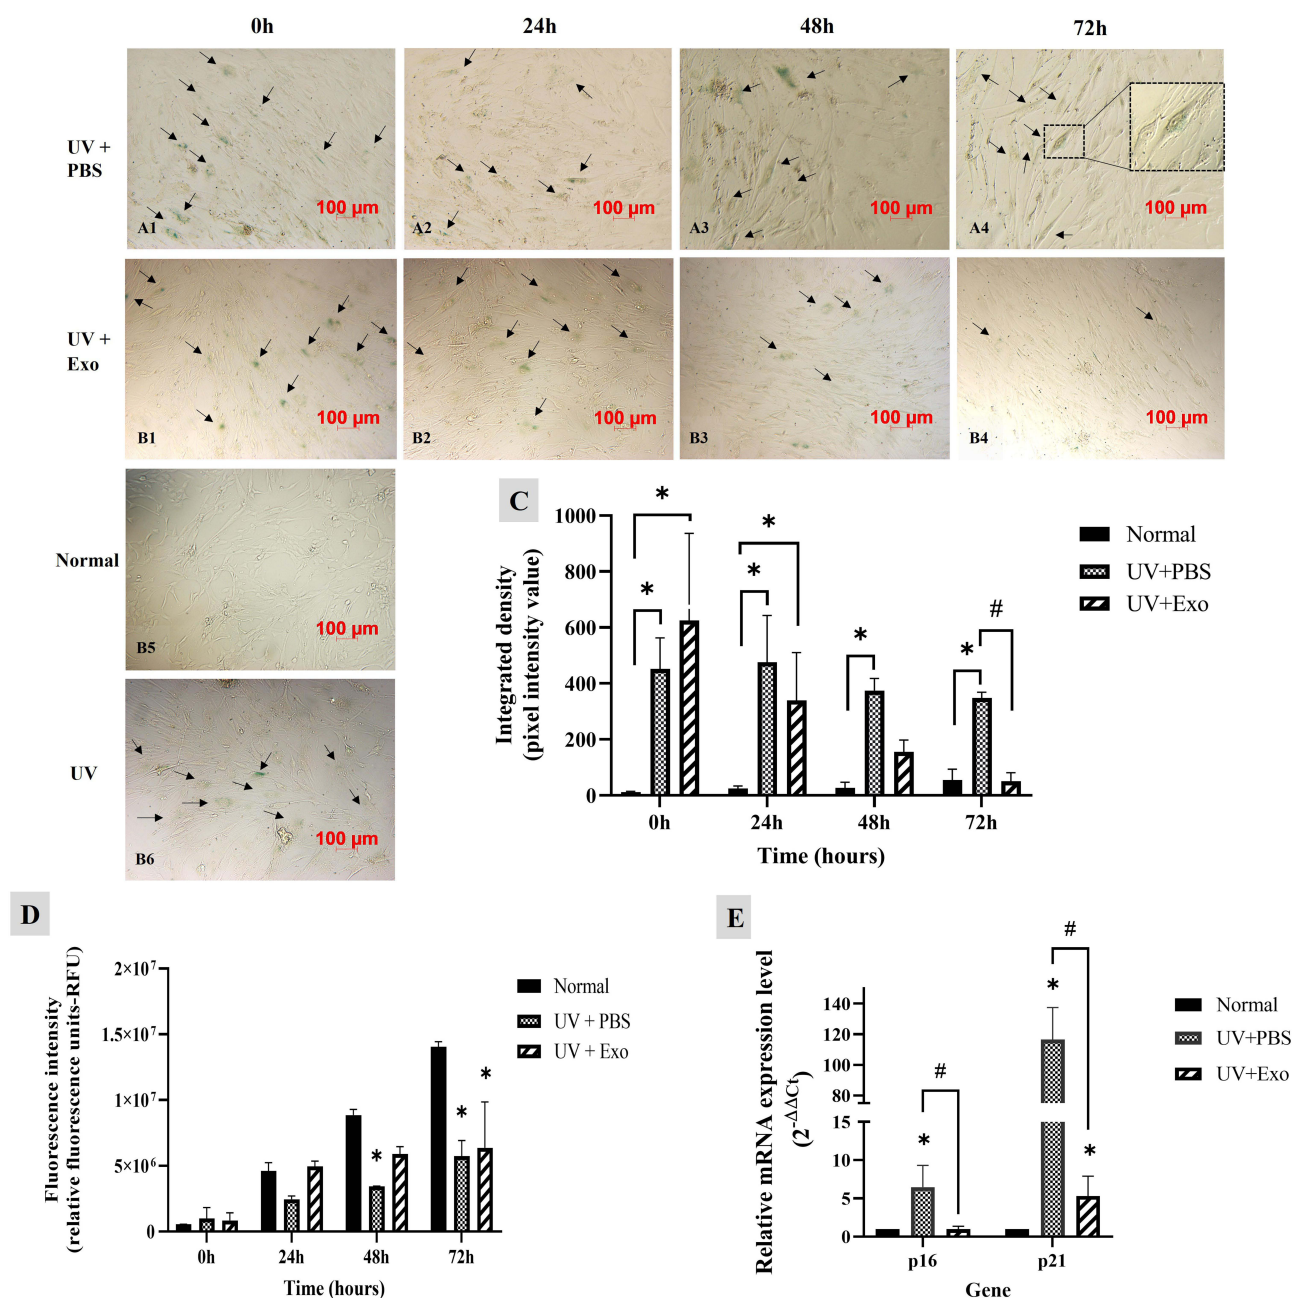 0h 24h 48h 72h
UV +
PBS
100 µm 100 µm 100 µm 100 µm
A1 A2 A3 A4
UV +
Exo
100 µm 100 µm 100 µm 100 µm
B1 B2 B3 B4
Normal
100 µm
B5
UV
100 µm
B6
C
Integrated density
(pixel intensity value)
1000
800
600
400
200
0
* * * * * * #
0h 24h 48h 72h
Time (hours)
Normal
UV+PBS
UV+Exo
D
Fluorescence intensity
(relative fluorescence units-RFU)
2×10⁷
1.5×10⁷
1×10⁷
5×10⁶
0
* * *
0h 24h 48h 72h
Time (hours)
Normal
UV + PBS
UV + Exo
E
Relative mRNA expression level
(2^-ΔΔCt)
140
120
100
80
60
40
15
10
5
0
* # * # *
p16 p21
Gene
Normal
UV+PBS
UV+Exo